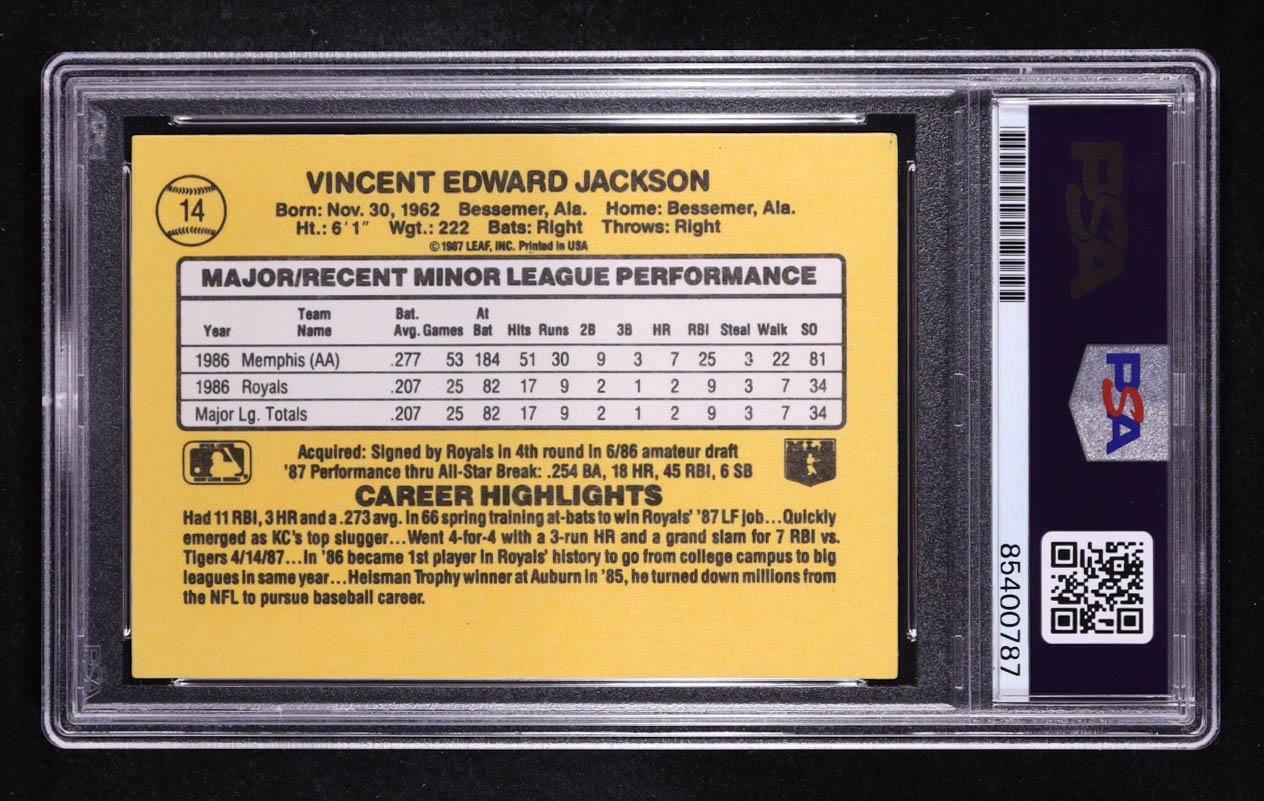 14
VINCENT EDWARD JACKSON
Born: Nov. 30, 1962 Bessemer, Ala. Home: Bessemer, Ala.
Ht.: 6'1" Wgt.: 222 Bats: Right Throws: Right
©1987 LEAF, INC. Printed in USA
MAJOR/RECENT MINOR LEAGUE PERFORMANCE
Team Bat. At
Year Name Avg. Games Bat Hits Runs 2B 3B HR RBI Steal Walk SO
1986 Memphis (AA) .277 53 184 51 30 9 3 7 25 3 22 81
1986 Royals .207 25 82 17 9 2 1 2 9 3 7 34
Major Lg. Totals .207 25 82 17 9 2 1 2 9 3 7 34
Acquired: Signed by Royals in 4th round in 6/86 amateur draft
'87 Performance thru All-Star Break: .254 BA, 18 HR, 45 RBI, 6 SB
MLB
CAREER HIGHLIGHTS
Had 11 RBI, 3 HR and a .273 avg. in 66 spring training at-bats to win Royals' '87 LF job...Quickly
emerged as KC's top slugger...Went 4-for-4 with a 3-run HR and a grand slam for 7 RBI vs.
Tigers 4/14/87...In '86 became 1st player in Royals' history to go from college campus to big
leagues in same year...Heisman Trophy winner at Auburn in '85, he turned down millions from
the NFL to pursue baseball career.
PSA
PSA
85400787
PSA